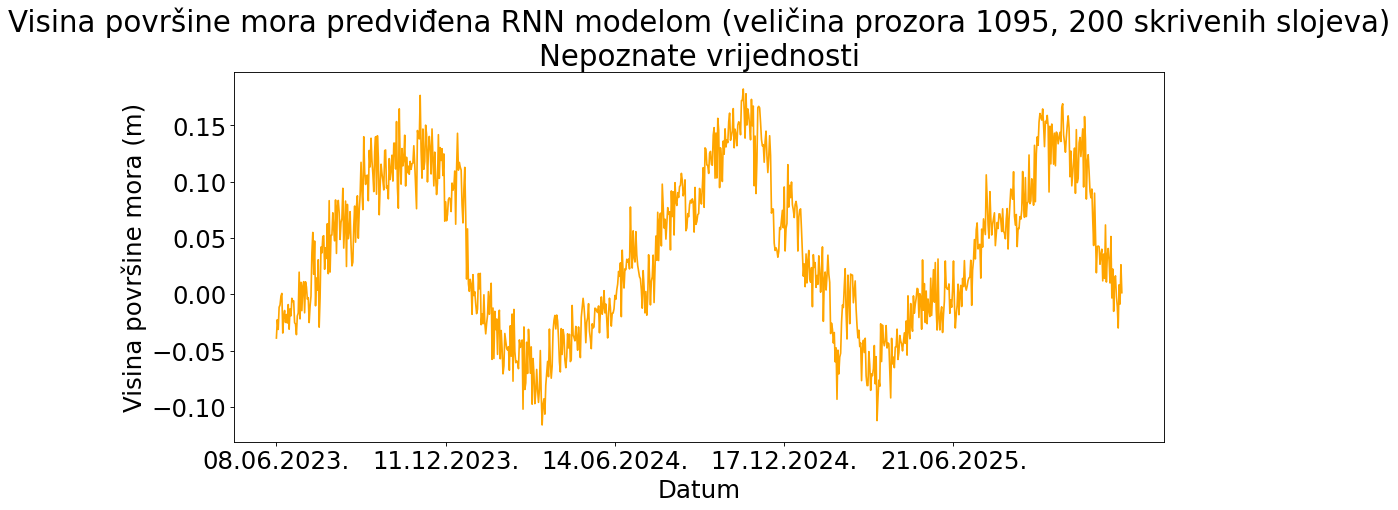 Visina površine mora predviđena RNN modelom (veličina prozora 1095, 200 skrivenih slojeva)
Nepoznate vrijednosti
Visina površine mora (m)
0.15
0.10
0.05
0.00
−0.05
−0.10
08.06.2023. 11.12.2023. 14.06.2024. 17.12.2024. 21.06.2025.
Datum